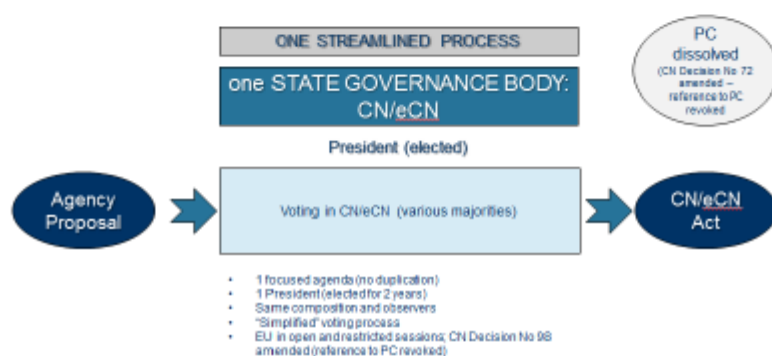 ONE STREAMLINED PROCESS
one STATE GOVERNANCE BODY:
CN/eCN
PC
dissolved
(CN Decision No 72
amended –
reference to PC
revoked
President (elected)
Agency
Proposal
Voting in CN/eCN (various majorities)
CN/eCN
Act
• 1 focused agenda (no duplication)
• 1 President (elected for 2 years)
• Same composition and observers
• "Simplified" voting process
• EU in open and restricted sessions; CN Decision No 98
amended (reference to PC revoked)